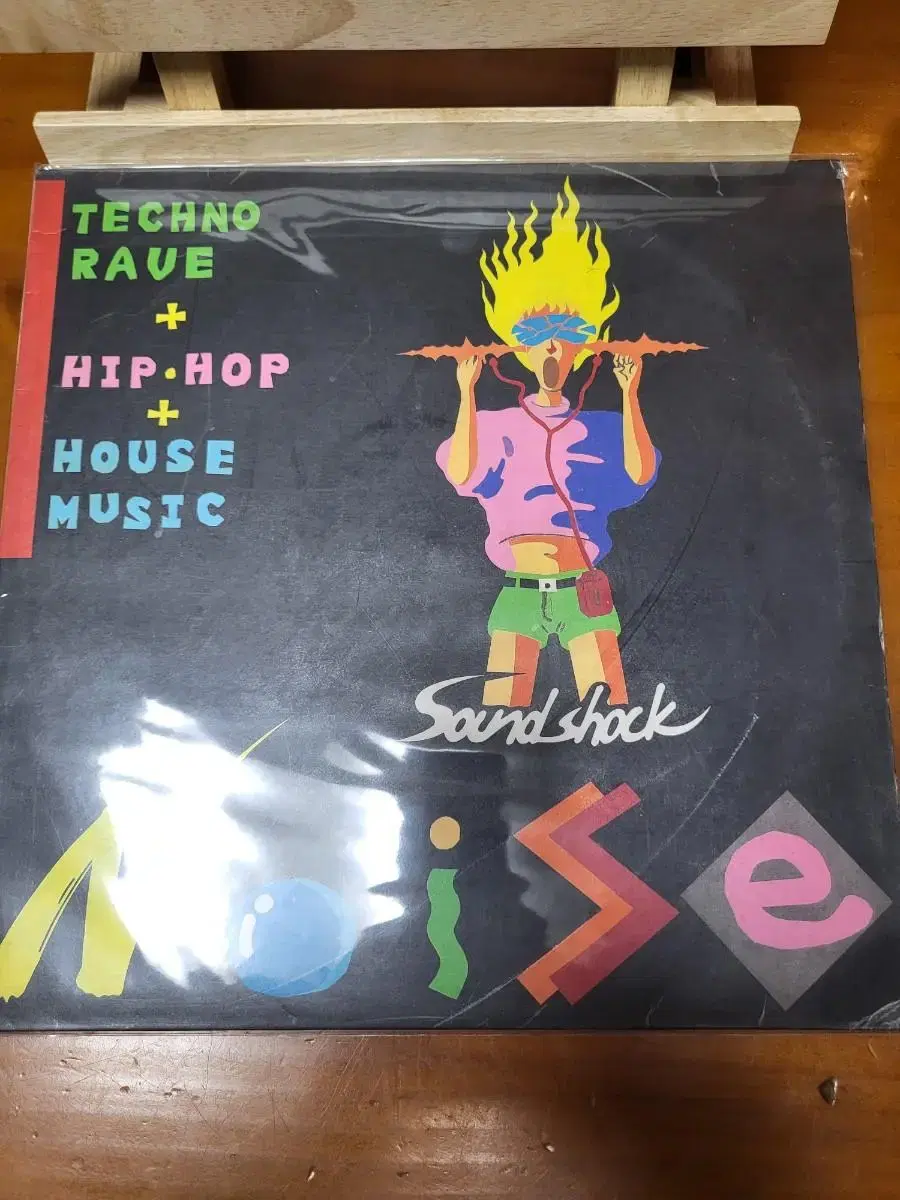 TECHNO
RAVE
+
HIP·HOP
+
HOUSE
MUSIC
Soundshock
Noise